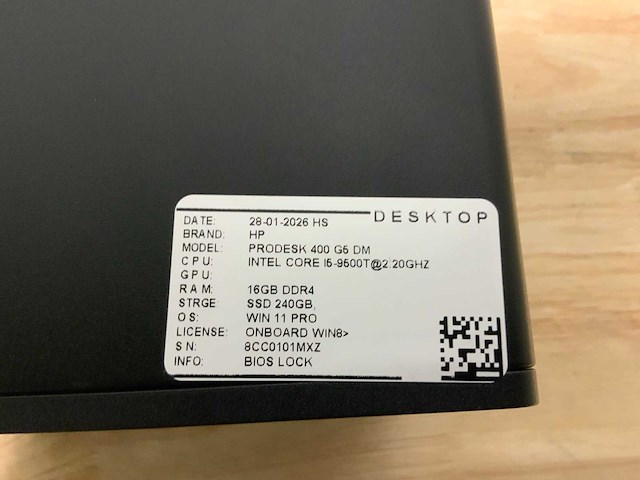 DESKTOP
DATE: 28-01-2026 HS
BRAND: HP
MODEL: PRODESK 400 G5 DM
CPU: INTEL CORE I5-9500T@2.20GHZ
GPU:
RAM: 16GB DDR4
STRGE: SSD 240GB,
OS: WIN 11 PRO
LICENSE: ONBOARD WIN8>
SN: 8CC0101MXZ
INFO: BIOS LOCK